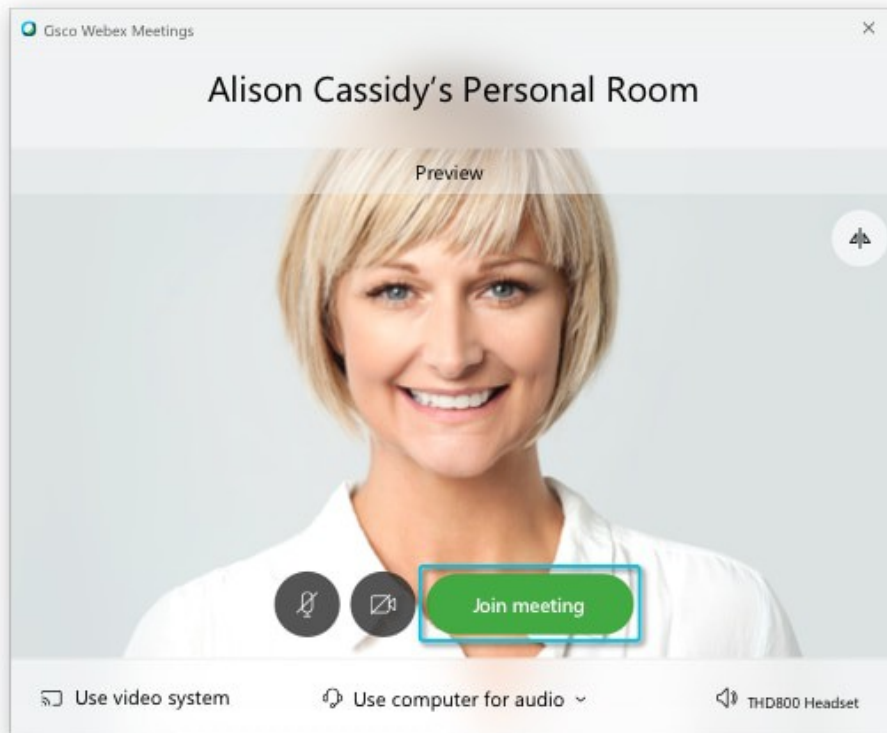 Cisco Webex Meetings
Alison Cassidy's Personal Room
Preview
Join meeting
Use video system
Use computer for audio
THD800 Headset